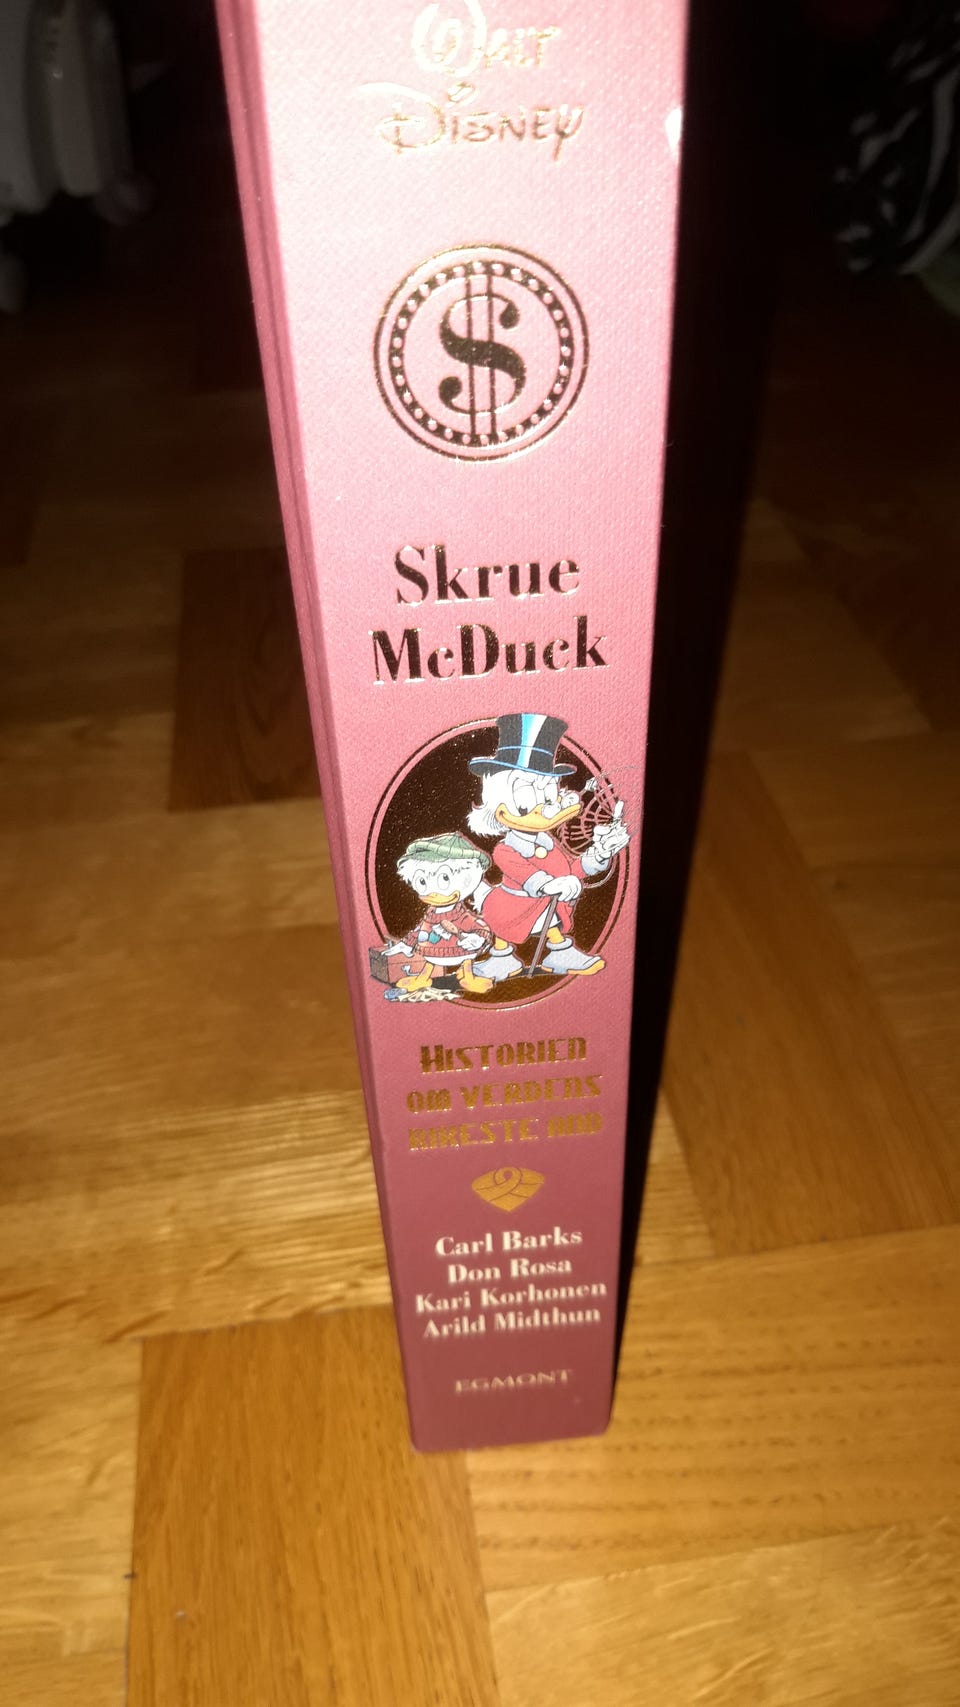 WALT
DISNEY
$
Skrue
McDuck
HISTORIEN
OM VERDENS
RIKESTE AND
Carl Barks
Don Rosa
Kari Korhonen
Arild Midthun
EGMONT